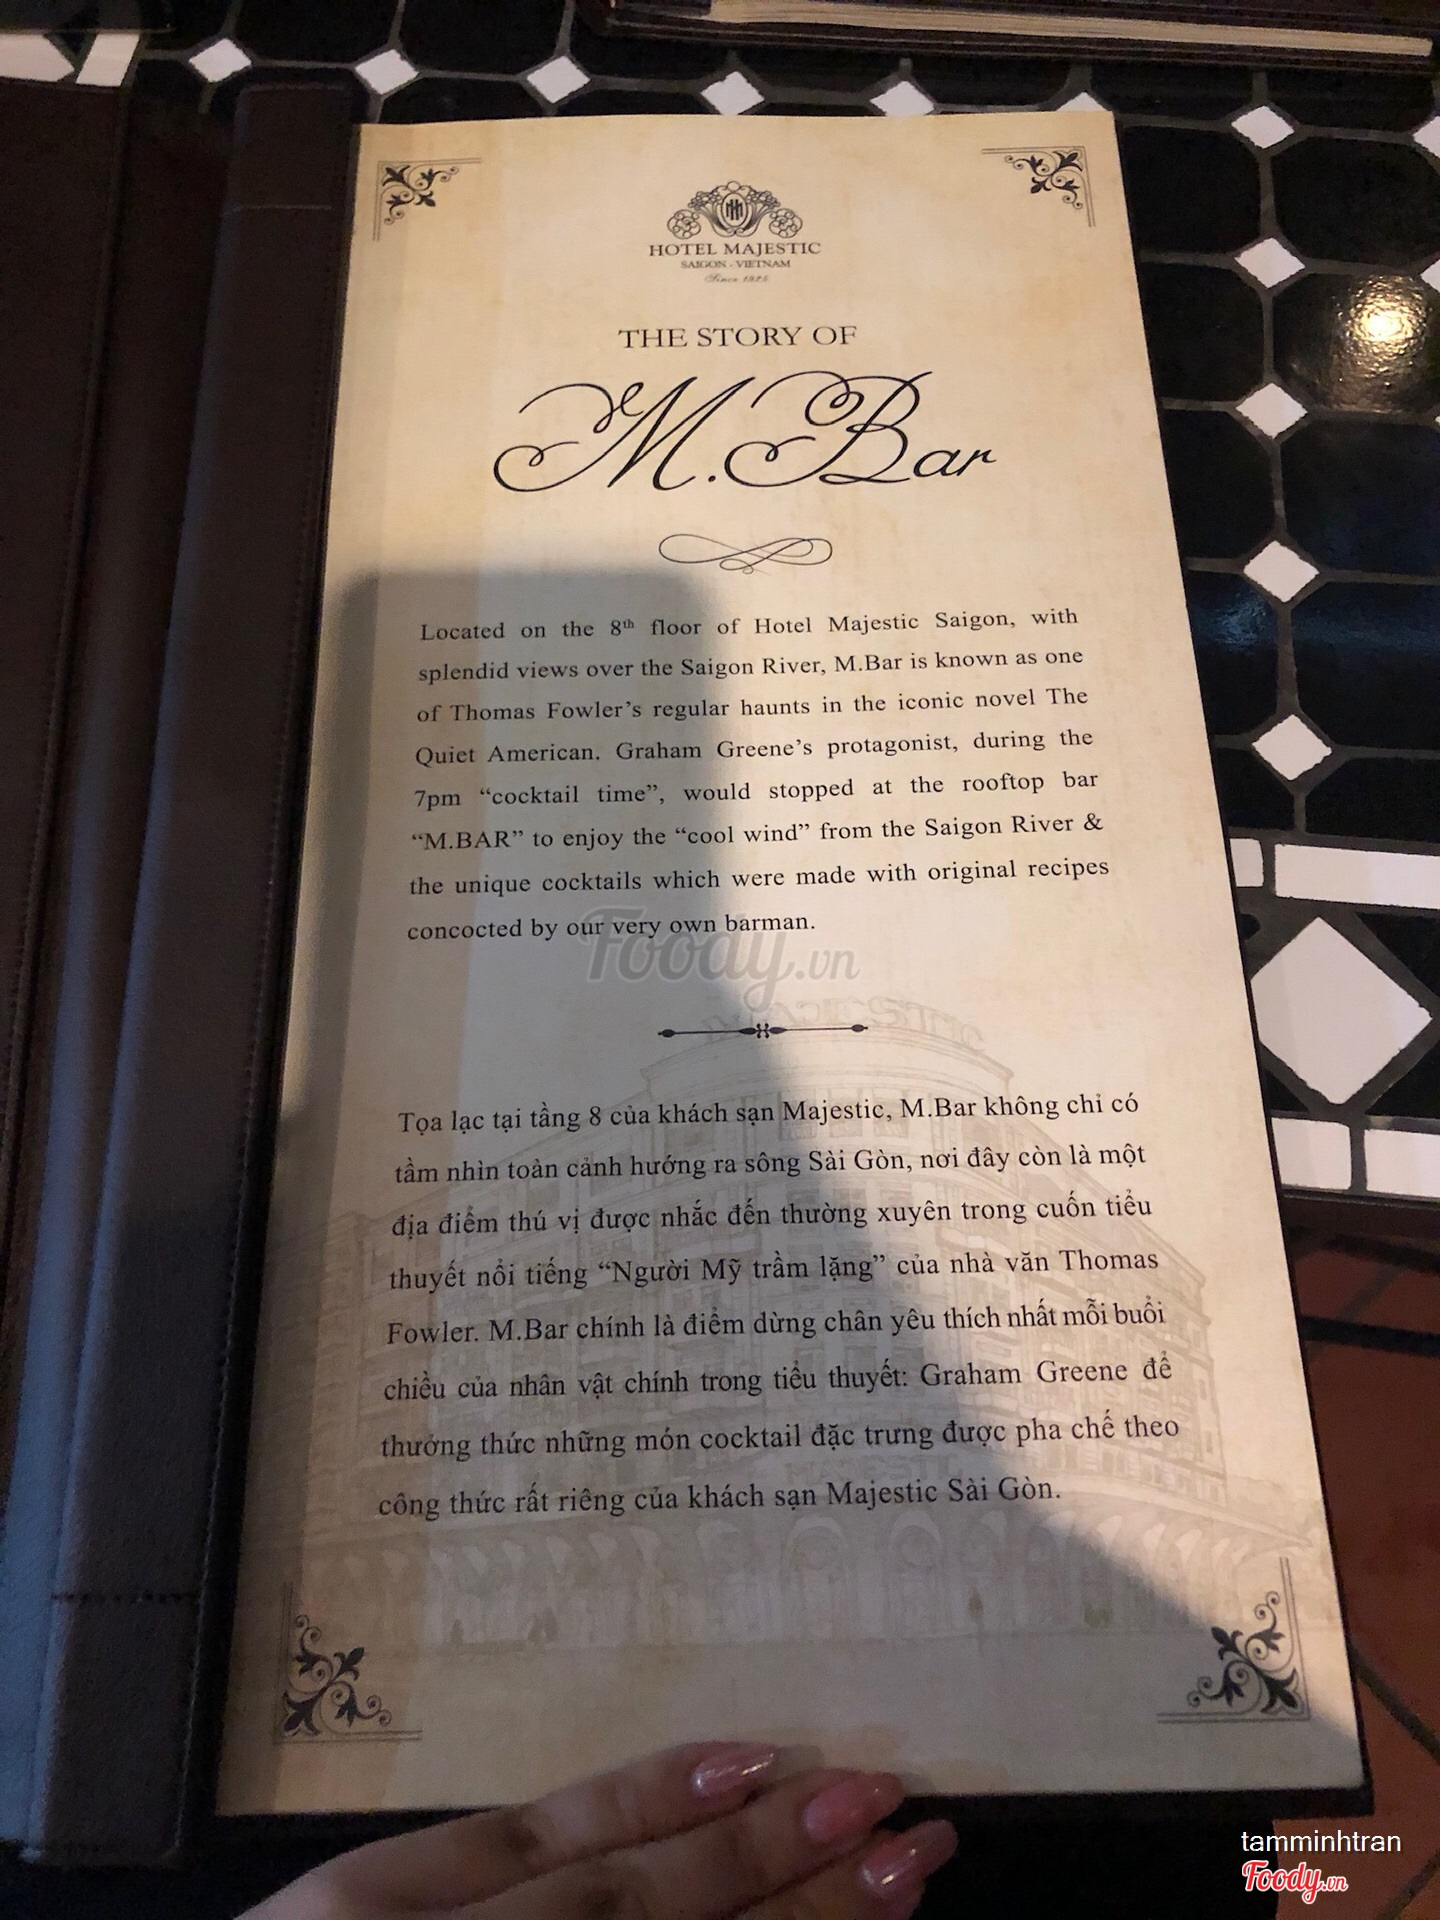 HOTEL MAJESTIC
SAIGON - VIETNAM
Since 1925
THE STORY OF
M.Bar
Located on the 8th floor of Hotel Majestic Saigon, with
splendid views over the Saigon River, M.Bar is known as one
of Thomas Fowler’s regular haunts in the iconic novel The
Quiet American. Graham Greene’s protagonist, during the
7pm “cocktail time”, would stopped at the rooftop bar
“M.BAR” to enjoy the “cool wind” from the Saigon River &
the unique cocktails which were made with original recipes
concocted by our very own barman.
Foody.vn
Tọa lạc tại tầng 8 của khách sạn Majestic, M.Bar không chỉ có
tầm nhìn toàn cảnh hướng ra sông Sài Gòn, nơi đây còn là một
địa điểm thú vị được nhắc đến thường xuyên trong cuốn tiểu
thuyết nổi tiếng “Người Mỹ trầm lặng” của nhà văn Thomas
Fowler. M.Bar chính là điểm dừng chân yêu thích nhất mỗi buổi
chiều của nhân vật chính trong tiểu thuyết: Graham Greene để
thưởng thức những món cocktail đặc trưng được pha chế theo
công thức rất riêng của khách sạn Majestic Sài Gòn.
tamminhtran
Foody.vn